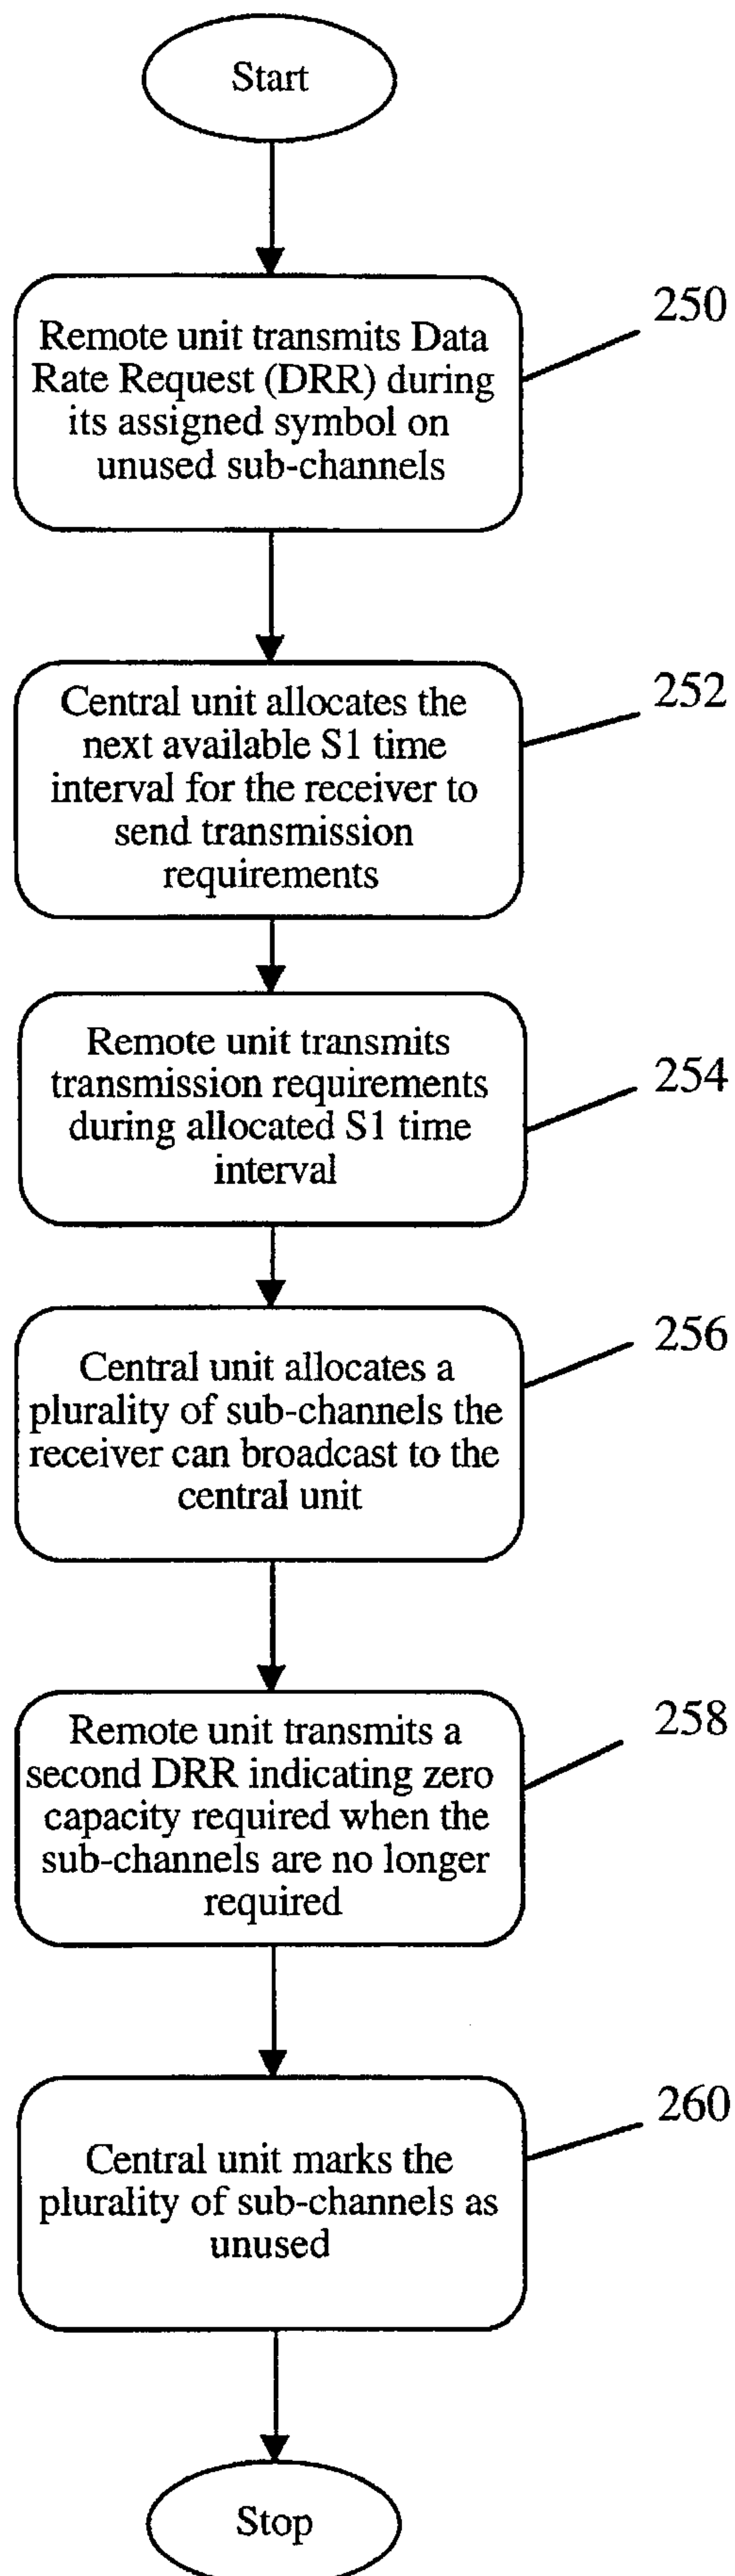 Start
250
Remote unit transmits Data
Rate Request (DRR) during
its assigned symbol on
unused sub-channels
252
Central unit allocates the
next available S1 time
interval for the receiver to
send transmission
requirements
254
Remote unit transmits
transmission requirements
during allocated S1 time
interval
256
Central unit allocates a
plurality of sub-channels the
receiver can broadcast to the
central unit
258
Remote unit transmits a
second DRR indicating zero
capacity required when the
sub-channels are no longer
required
260
Central unit marks the
plurality of sub-channels as
unused
Stop